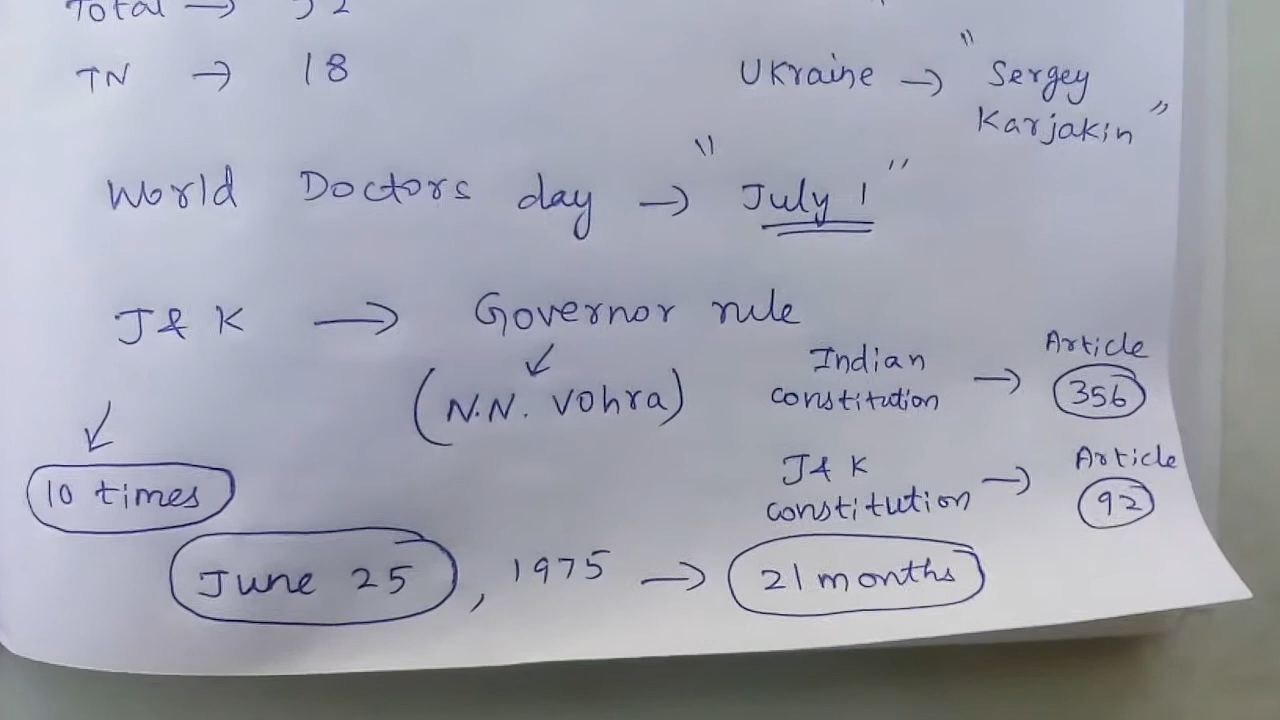 Total →
TN → 18
Ukraine → "Sergey
Karjakin"
World Doctors day → "July 1"
J & K → Governor rule
(N.N. Vohra)
Indian
constitution → Article
356
10 times
J & K
constitution → Article
92
June 25, 1975 → 21 months